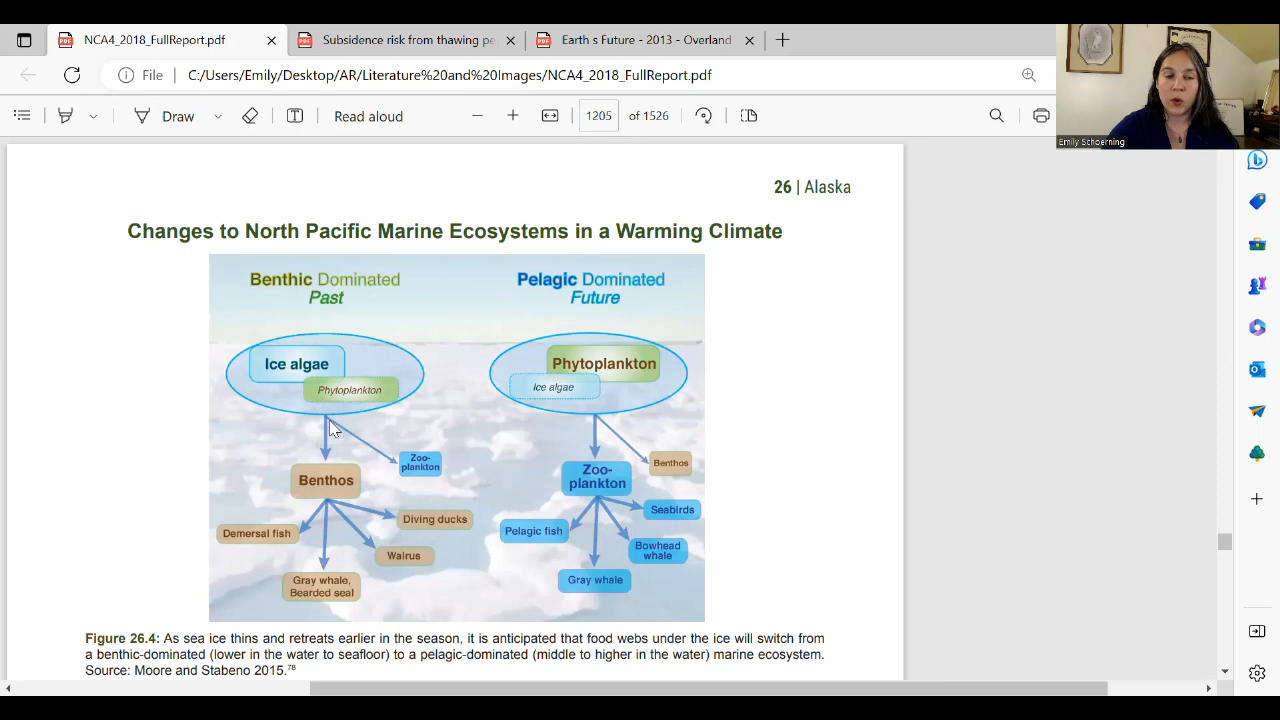 NCA4_2018_FullReport.pdf
Subsidence risk from thawing pe
Earth s Future - 2013 - Overland
File
C:/Users/Emily/Desktop/AR/Literature%20and%20Images/NCA4_2018_FullReport.pdf
Draw
Read aloud
1205 of 1526
Emily Schoerning
26 | Alaska
Changes to North Pacific Marine Ecosystems in a Warming Climate
Benthic Dominated
Past
Ice algae
Phytoplankton
Zoo-
plankton
Benthos
Diving ducks
Demersal fish
Walrus
Gray whale,
Bearded seal
Pelagic Dominated
Future
Phytoplankton
Ice algae
Benthos
Zoo-
plankton
Seabirds
Pelagic fish
Bowhead
whale
Gray whale
Figure 26.4: As sea ice thins and retreats earlier in the season, it is anticipated that food webs under the ice will switch from
a benthic-dominated (lower in the water to seafloor) to a pelagic-dominated (middle to higher in the water) marine ecosystem.
Source: Moore and Stabeno 2015.⁷⁸